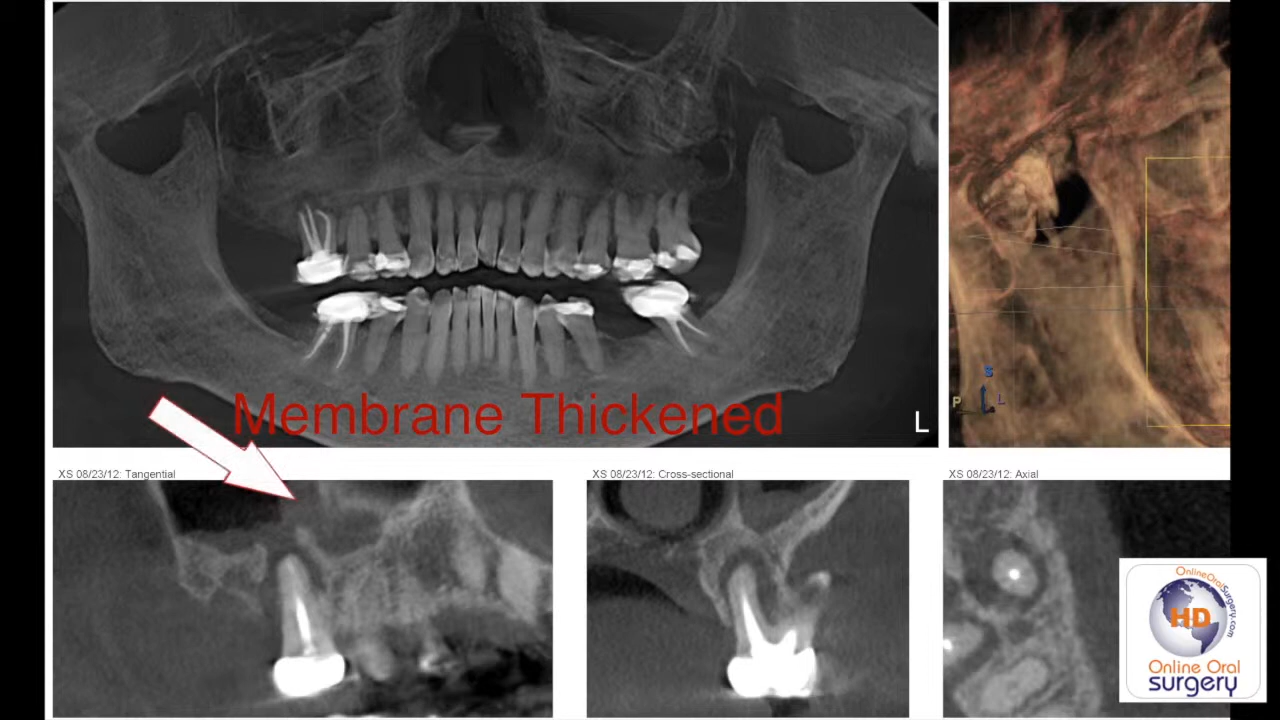 Membrane Thickened
L
S
P
L
XS 08/23/12: Tangential
XS 08/23/12: Cross-sectional
XS 08/23/12: Axial
OnlineOralSurgery.com
HD
Online Oral
surgery